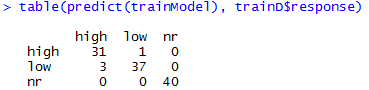 > table(predict(trainModel), trainD$response)
high low nr
high 31 1 0
low 3 37 0
nr 0 0 40